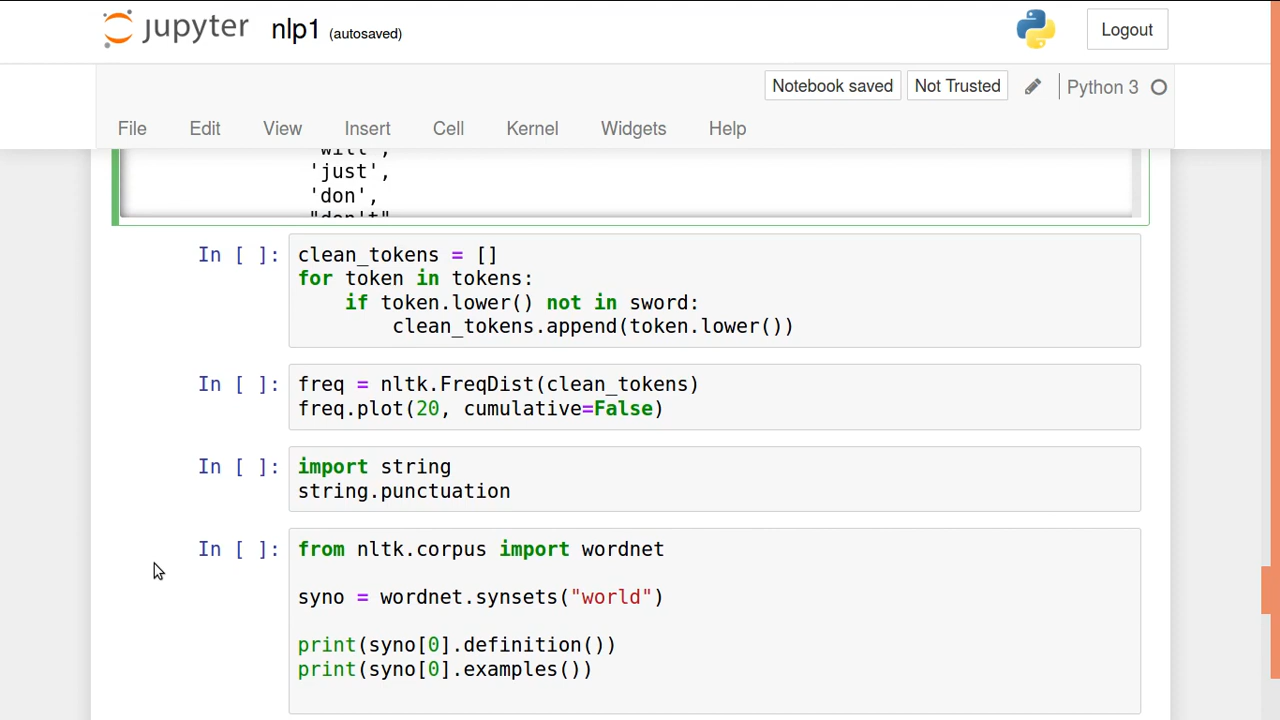 jupyter nlp1 (autosaved) Logout
Notebook saved Not Trusted Python 3
File Edit View Insert Cell Kernel Widgets Help
'will',
'just',
'don',
"don't"
In [ ]: clean_tokens = []
for token in tokens:
if token.lower() not in sword:
clean_tokens.append(token.lower())
In [ ]: freq = nltk.FreqDist(clean_tokens)
freq.plot(20, cumulative=False)
In [ ]: import string
string.punctuation
In [ ]: from nltk.corpus import wordnet
syno = wordnet.synsets("world")
print(syno[0].definition())
print(syno[0].examples())